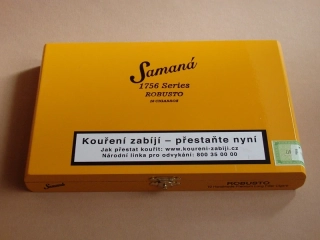 Samaná
1756 Series
ROBUSTO
Kouření zabíjí – přestaňte nyní
Jak přestat kouřit: www.koureni-zabiji.cz
Národní linka pro odvykání: 800 35 00 00
Samaná
ROBUSTO